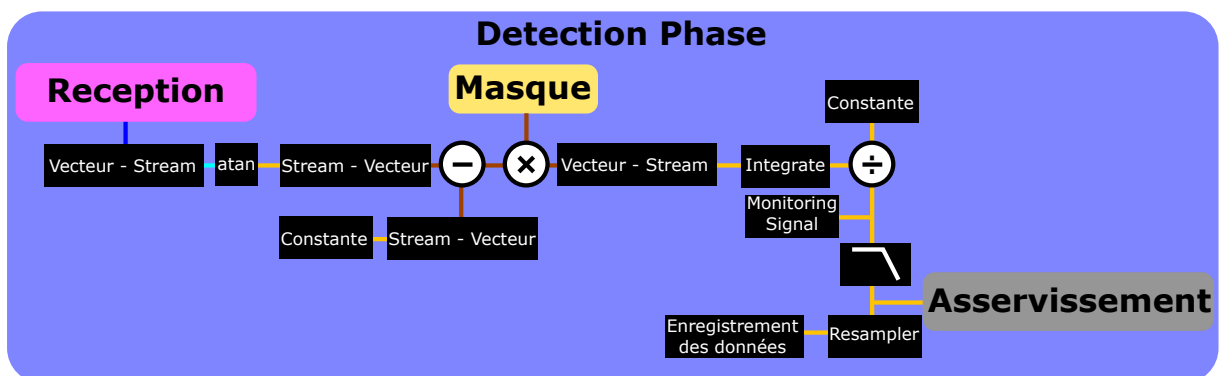 Detection Phase
Reception
Masque
Constante
Vecteur - Stream
atan
Stream - Vecteur
−
×
Vecteur - Stream
Integrate
÷
Monitoring
Signal
Constante
Stream - Vecteur
Asservissement
Enregistrement
des données
Resampler